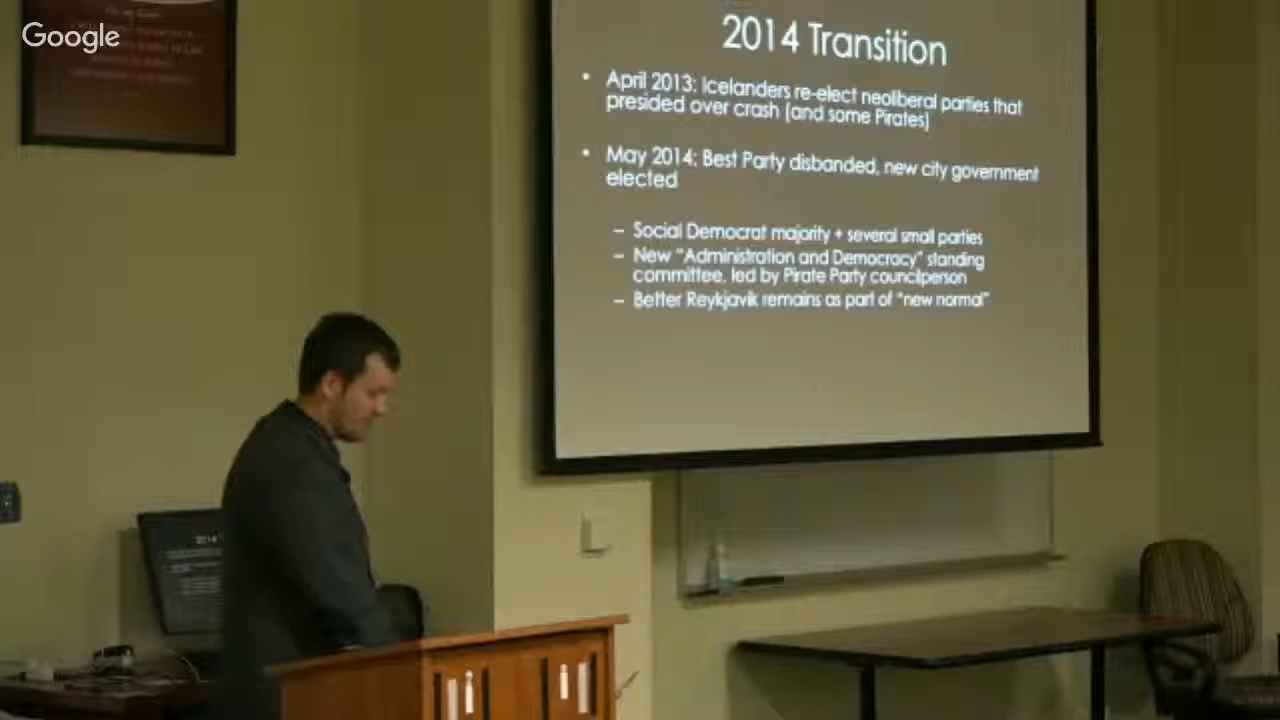 Google
2014 Transition
• April 2013: Icelanders re-elect neoliberal parties that
presided over crash (and some Pirates)
• May 2014: Best Party disbanded, new city government
elected
– Social Democrat majority + several small parties
– New "Administration and Democracy" standing
committee, led by Pirate Party councilperson
– Better Reykjavik remains as part of "new normal"